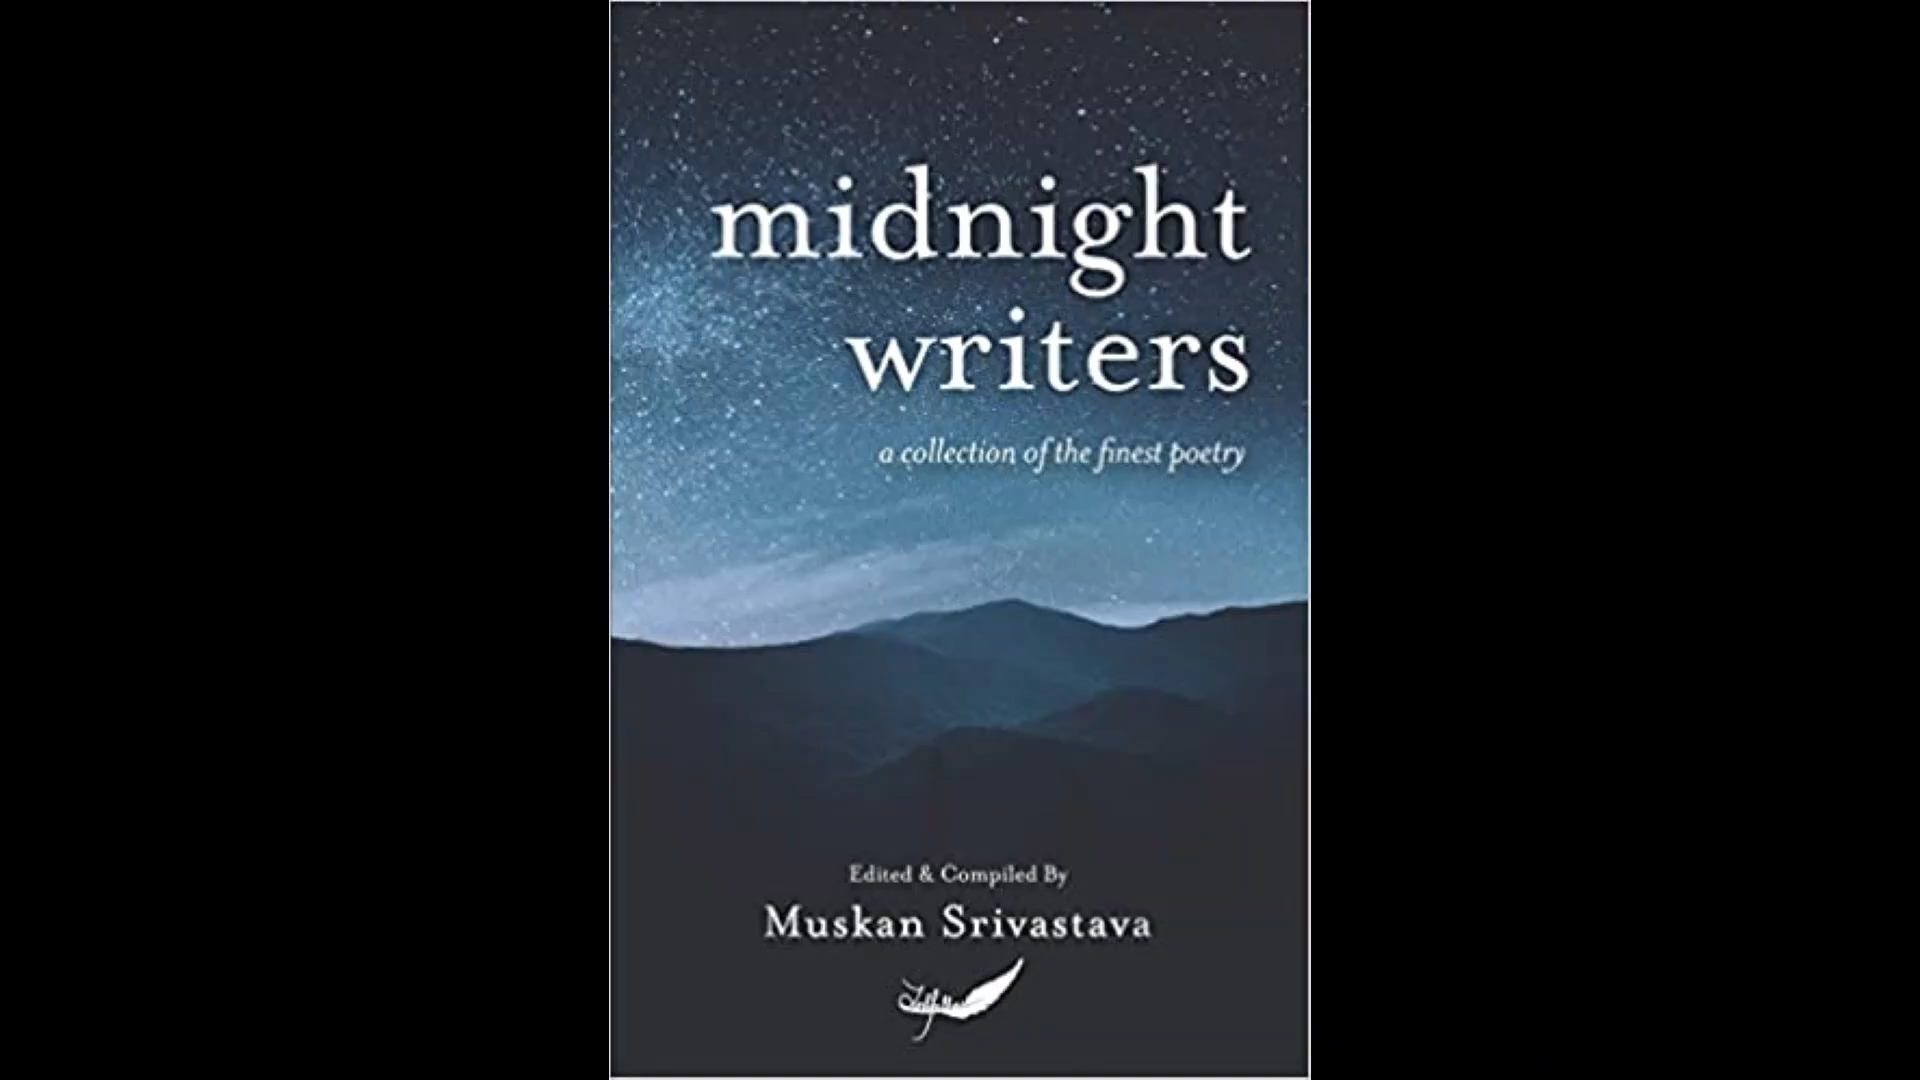 midnight
writers
a collection of the finest poetry
Edited & Compiled By
Muskan Srivastava